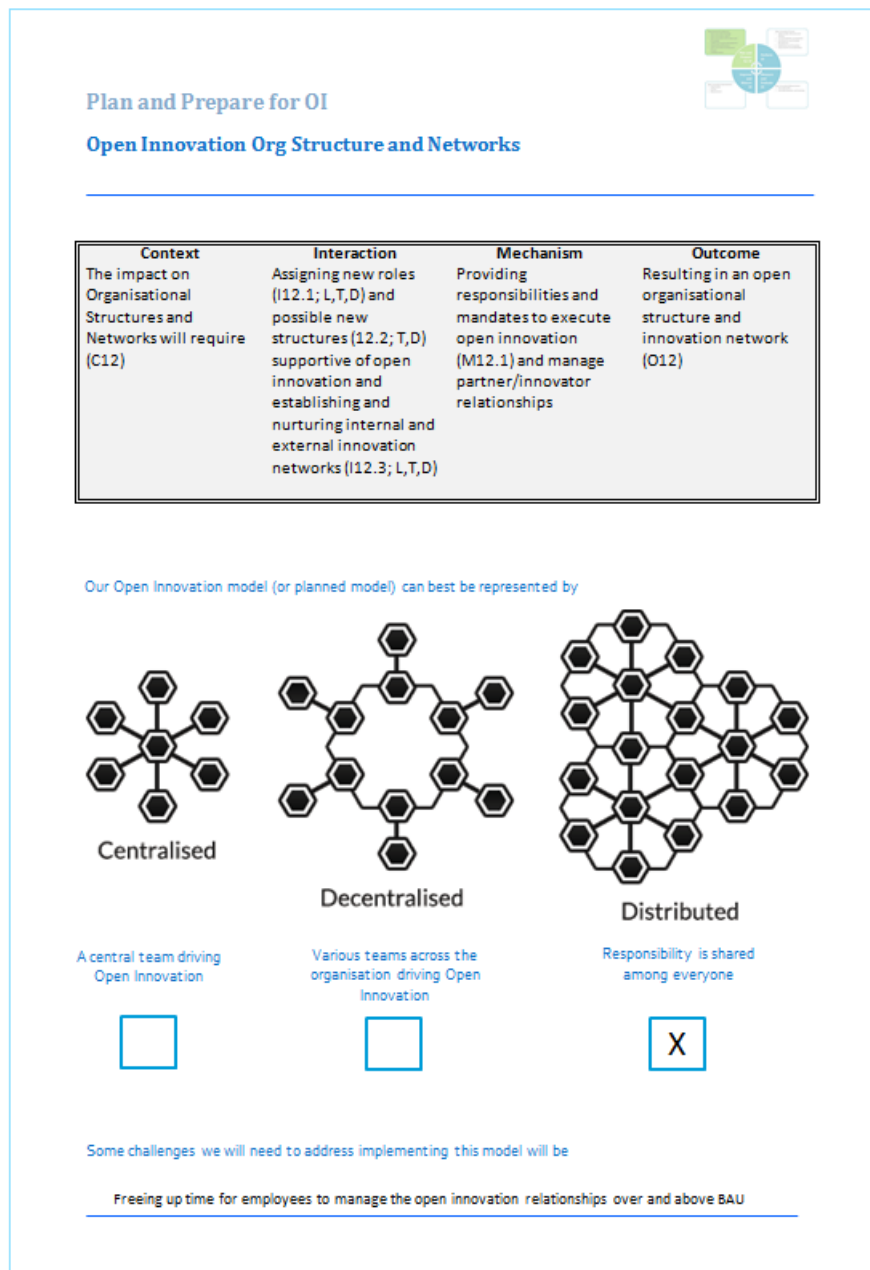 Plan and Prepare for OI
Open Innovation Org Structure and Networks
Context
The impact on
Organisational
Structures and
Networks will require
(C12)
Interaction
Assigning new roles
(I12.1; L,T,D) and
possible new
structures (12.2; T,D)
supportive of open
innovation and
establishing and
nurturing internal and
external innovation
networks (I12.3; L,T,D)
Mechanism
Providing
responsibilities and
mandates to execute
open innovation
(M12.1) and manage
partner/innovator
relationships
Outcome
Resulting in an open
organisational
structure and
innovation network
(O12)
Our Open Innovation model (or planned model) can best be represented by
Centralised
Decentralised
Distributed
A central team driving
Open Innovation
Various teams across the
organisation driving Open
Innovation
Responsibility is shared
among everyone
X
Some challenges we will need to address implementing this model will be
Freeing up time for employees to manage the open innovation relationships over and above BAU